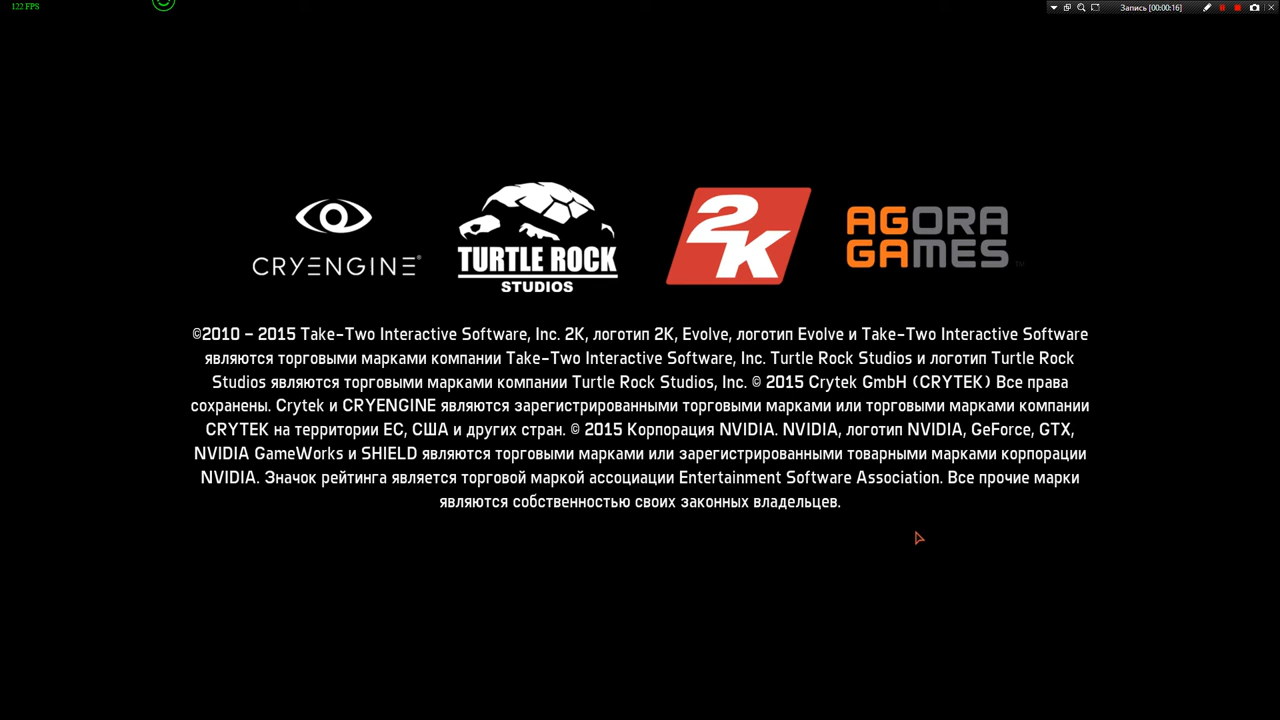 122 FPS
Запись [00:00:16]
CRYENGINE®
TURTLE ROCK
STUDIOS
2K
AGORA
GAMES™
©2010 – 2015 Take-Two Interactive Software, Inc. 2K, логотип 2K, Evolve, логотип Evolve и Take-Two Interactive Software
являются торговыми марками компании Take-Two Interactive Software, Inc. Turtle Rock Studios и логотип Turtle Rock
Studios являются торговыми марками компании Turtle Rock Studios, Inc. © 2015 Crytek GmbH (CRYTEK) Все права
сохранены. Crytek и CRYENGINE являются зарегистрированными торговыми марками или торговыми марками компании
CRYTEK на территории ЕС, США и других стран. © 2015 Корпорация NVIDIA. NVIDIA, логотип NVIDIA, GeForce, GTX,
NVIDIA GameWorks и SHIELD являются торговыми марками или зарегистрированными товарными марками корпорации
NVIDIA. Значок рейтинга является торговой маркой ассоциации Entertainment Software Association. Все прочие марки
являются собственностью своих законных владельцев.